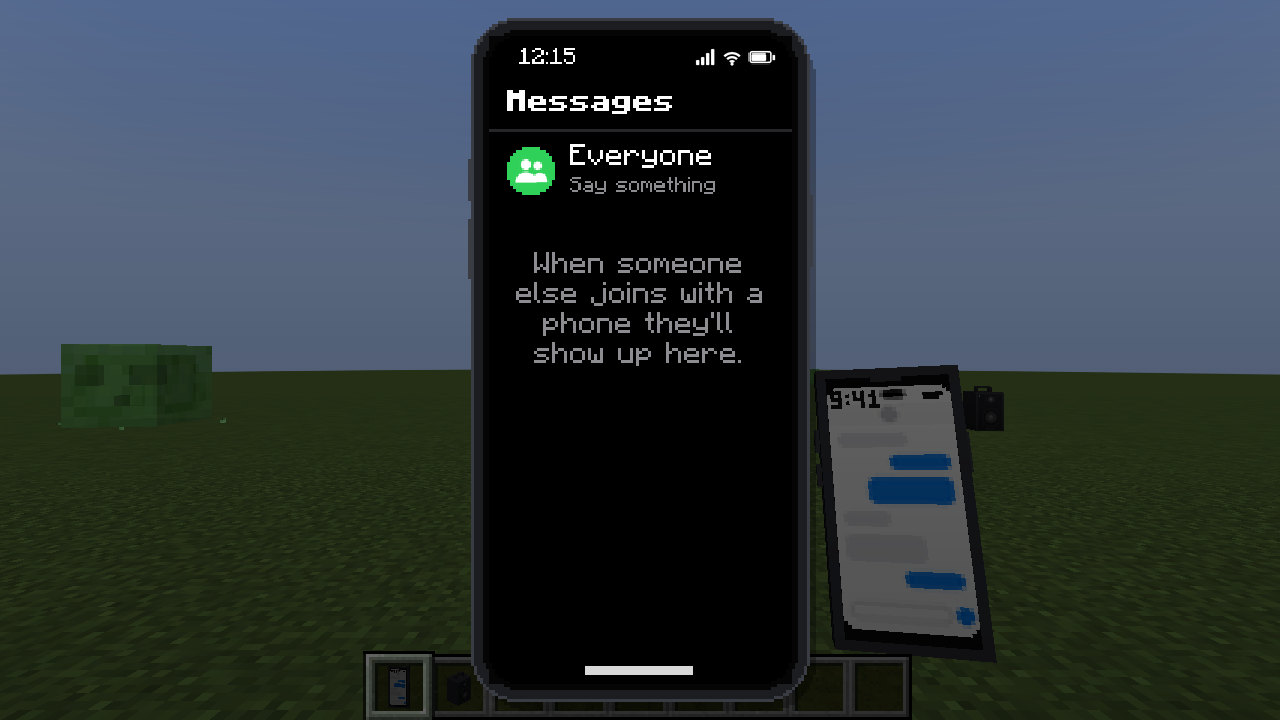 12:15
Messages
Everyone
Say something
When someone
else joins with a
phone they'll
show up here.
9:41